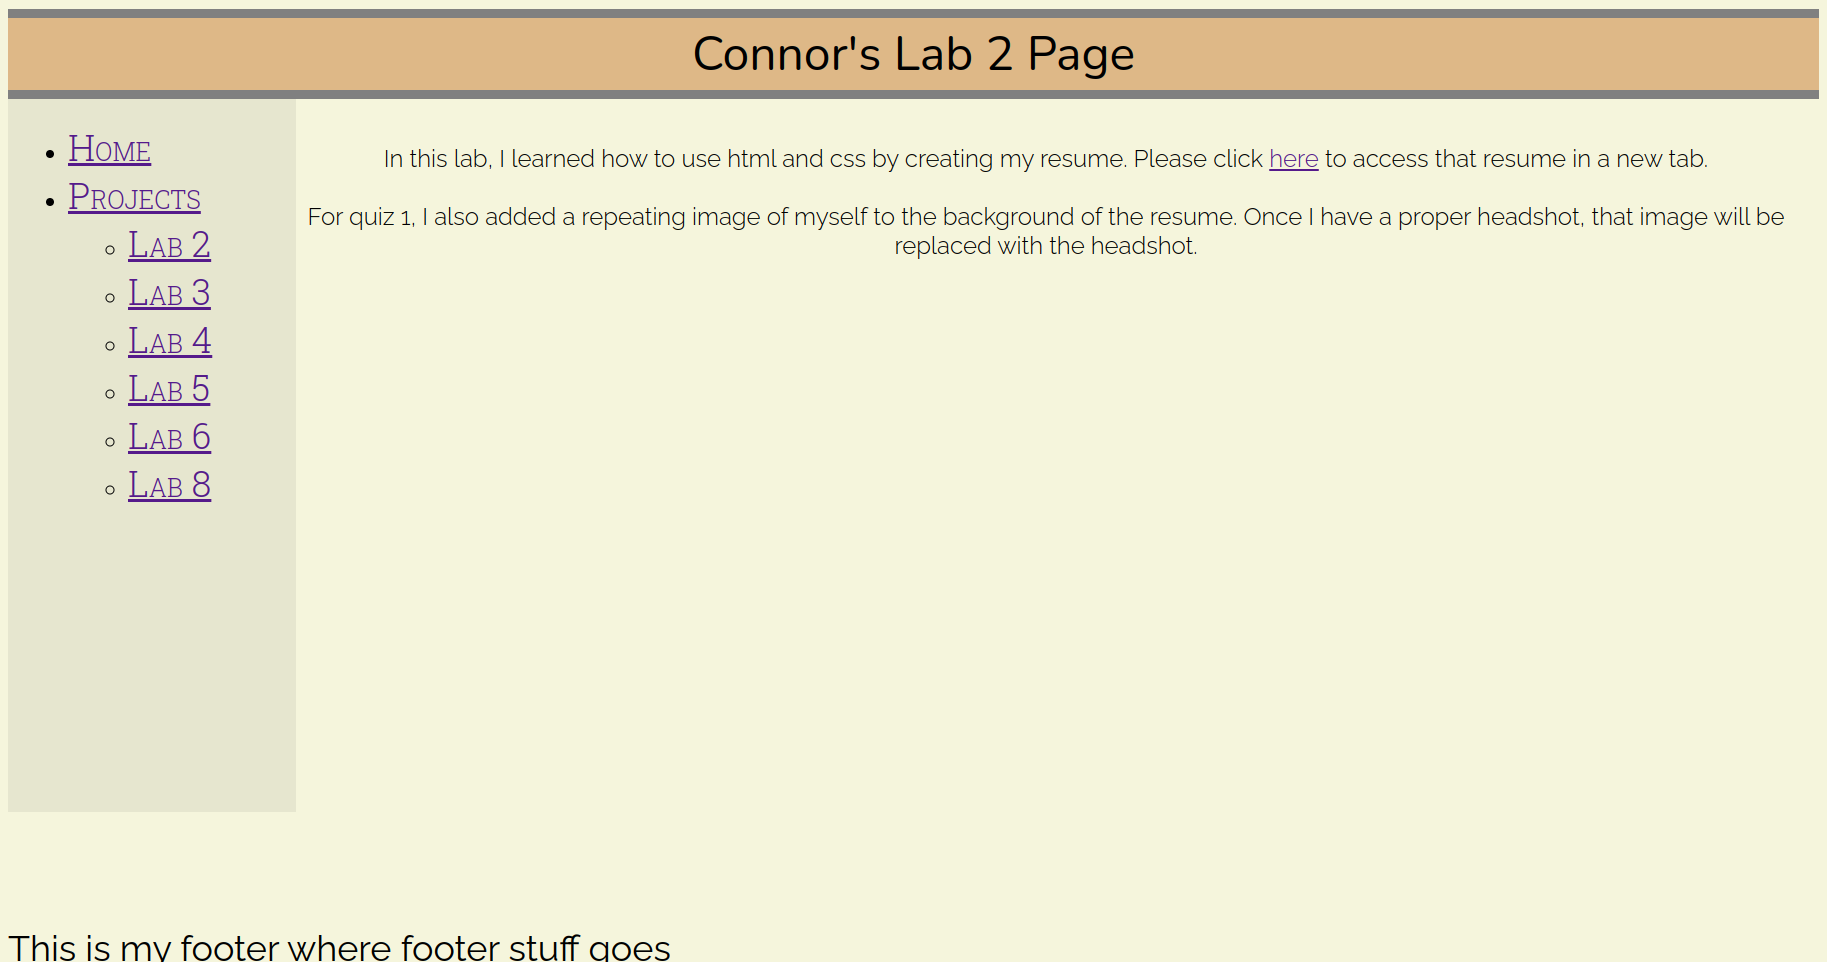 Connor's Lab 2 Page
Home
Projects
Lab 2
Lab 3
Lab 4
Lab 5
Lab 6
Lab 8
In this lab, I learned how to use html and css by creating my resume. Please click here to access that resume in a new tab.
For quiz 1, I also added a repeating image of myself to the background of the resume. Once I have a proper headshot, that image will be
replaced with the headshot.
This is my footer where footer stuff goes